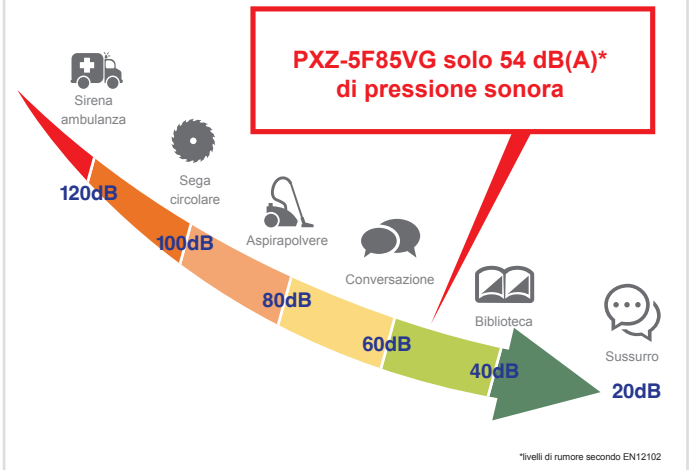 PXZ-5F85VG solo 54 dB(A)*
di pressione sonora
Sirena
ambulanza
120dB
Sega
circolare
100dB
Aspirapolvere
80dB
Conversazione
60dB
Biblioteca
40dB
Sussurro
20dB
*livelli di rumore secondo EN12102